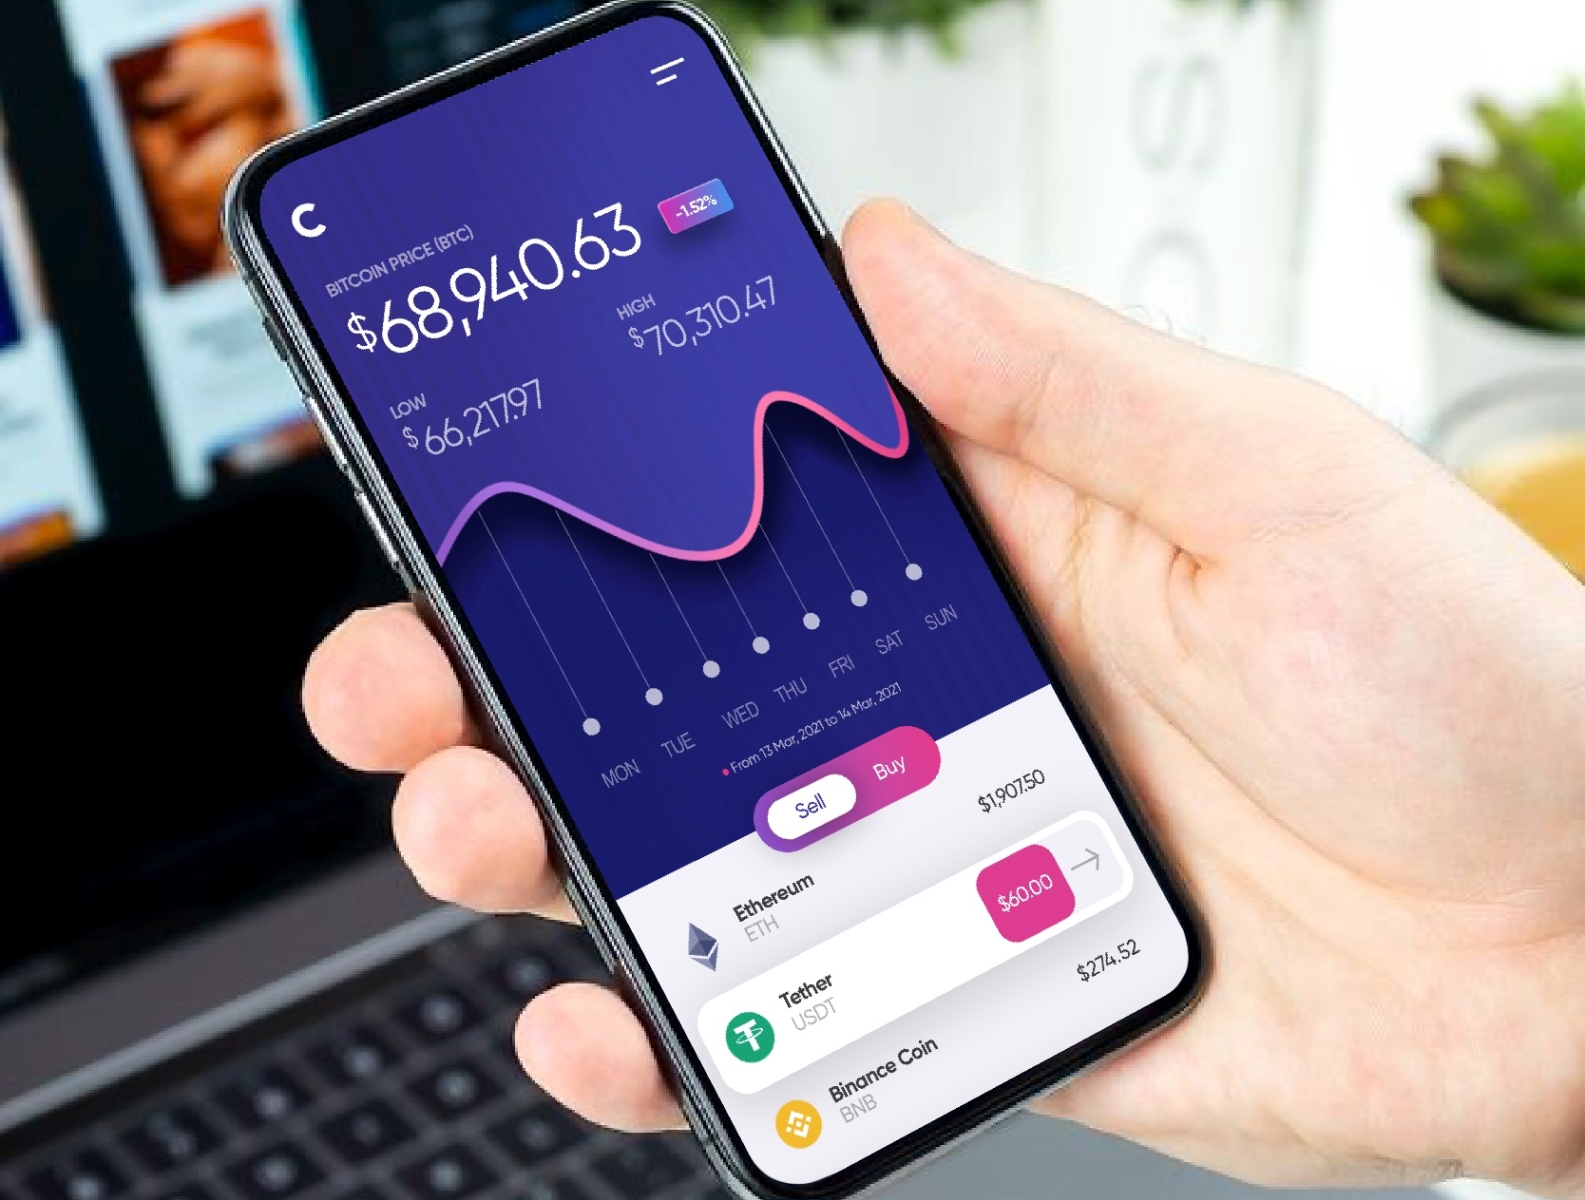 C
BITCOIN PRICE (BTC)
$68,940.63
-1.52%
LOW
$66,217.97
HIGH
$70,310.47
MON TUE WED THU FRI SAT SUN
From 13 Mar, 2021 to 14 Mar, 2021
Sell Buy
Ethereum
ETH
$1,907.50
Tether
USDT
$60.00
Binance Coin
BNB
$274.52